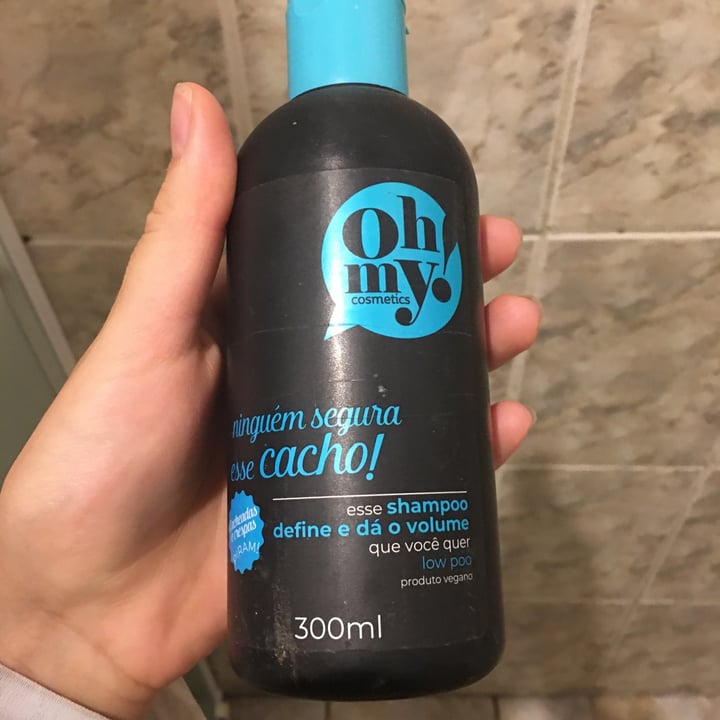 oh
my!
cosmetics
ninguém segura
esse cacho!
esse shampoo
define e dá o volume
que você quer
low poo
produto vegano
300ml